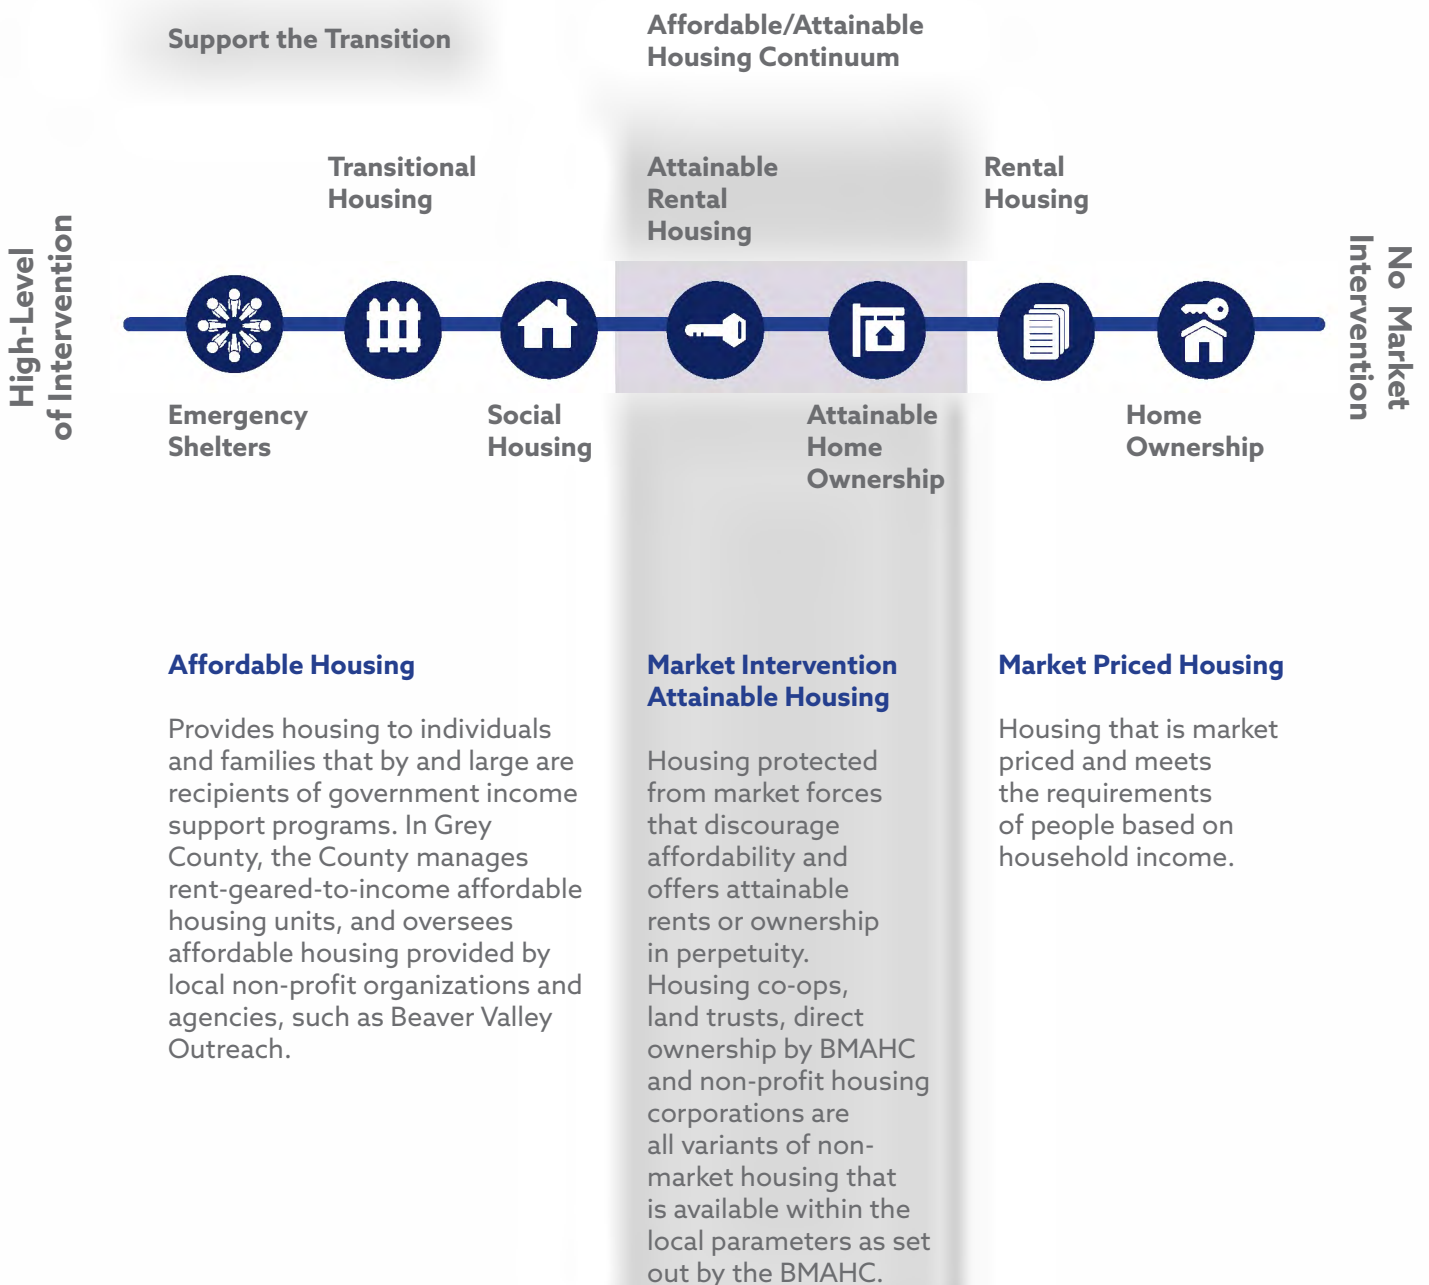 Support the Transition
Affordable/Attainable
Housing Continuum
Transitional
Housing
Attainable
Rental
Housing
Rental
Housing
High-Level
of Intervention
No Market
Intervention
Emergency
Shelters
Social
Housing
Attainable
Home
Ownership
Home
Ownership
Affordable Housing
Provides housing to individuals
and families that by and large are
recipients of government income
support programs. In Grey
County, the County manages
rent-geared-to-income affordable
housing units, and oversees
affordable housing provided by
local non-profit organizations and
agencies, such as Beaver Valley
Outreach.
Market Intervention
Attainable Housing
Housing protected
from market forces
that discourage
affordability and
offers attainable
rents or ownership
in perpetuity.
Housing co-ops,
land trusts, direct
ownership by BMAHC
and non-profit housing
corporations are
all variants of non-
market housing that
is available within the
local parameters as set
out by the BMAHC.
Market Priced Housing
Housing that is market
priced and meets
the requirements
of people based on
household income.